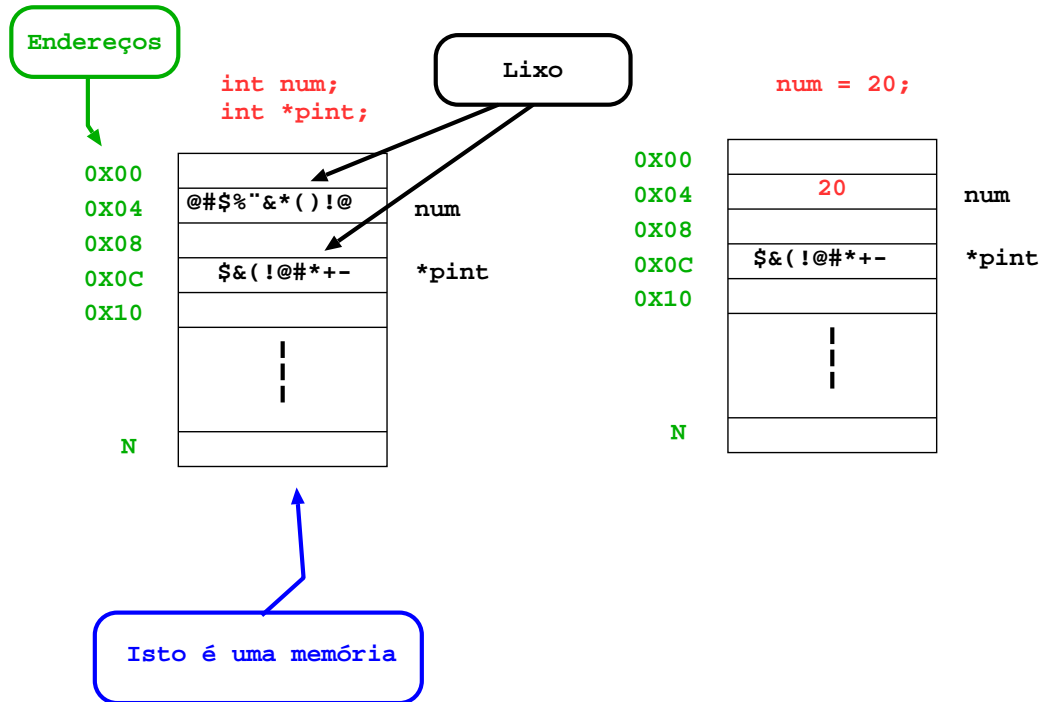 Endereços
Lixo
int num;
int *pint;
0X00
0X04
0X08
0X0C
0X10
N
@#$%¨&*()!@
$&(!@#*+-
num
*pint
Isto é uma memória
num = 20;
0X00
0X04
0X08
0X0C
0X10
N
20
$&(!@#*+-
num
*pint